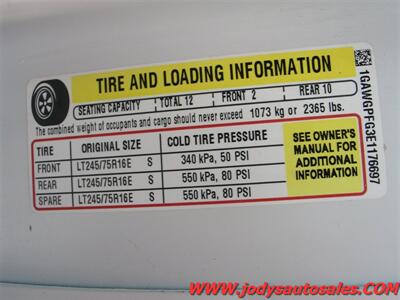 TIRE AND LOADING INFORMATION
SEATING CAPACITY TOTAL 12 FRONT 2 REAR 10
The combined weight of occupants and cargo should never exceed 1073 kg or 2365 lbs.
TIRE ORIGINAL SIZE COLD TIRE PRESSURE
FRONT LT245/75R16E S 340 kPa, 50 PSI
REAR LT245/75R16E S 550 kPa, 80 PSI
SPARE LT245/75R16E S 550 kPa, 80 PSI
SEE OWNER'S
MANUAL FOR
ADDITIONAL
INFORMATION
1GAWGPFG3E1176697
www.jodysautosales.COM